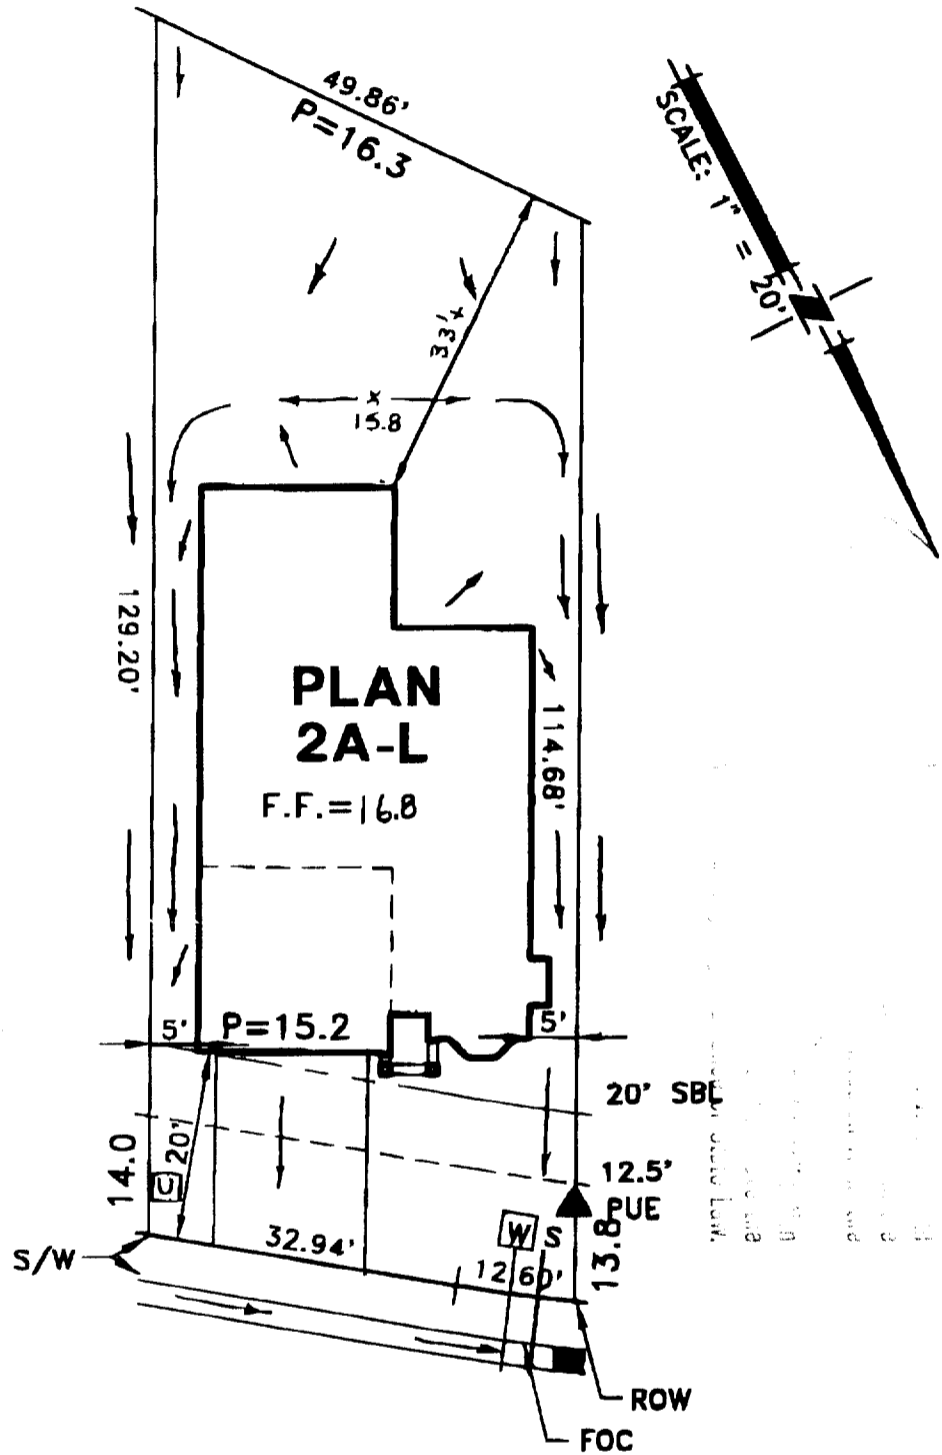 49.86'
P=16.3
SCALE: 1" = 20'
33'±
x
15.8
129.20'
PLAN
2A-L
114.68'
F.F.=16.8
5'
P=15.2
5'
20' SBL
14.0
20'
12.5'
PUE
U
W
S
13.8
S/W
32.94'
12.60'
ROW
FOC
Law.